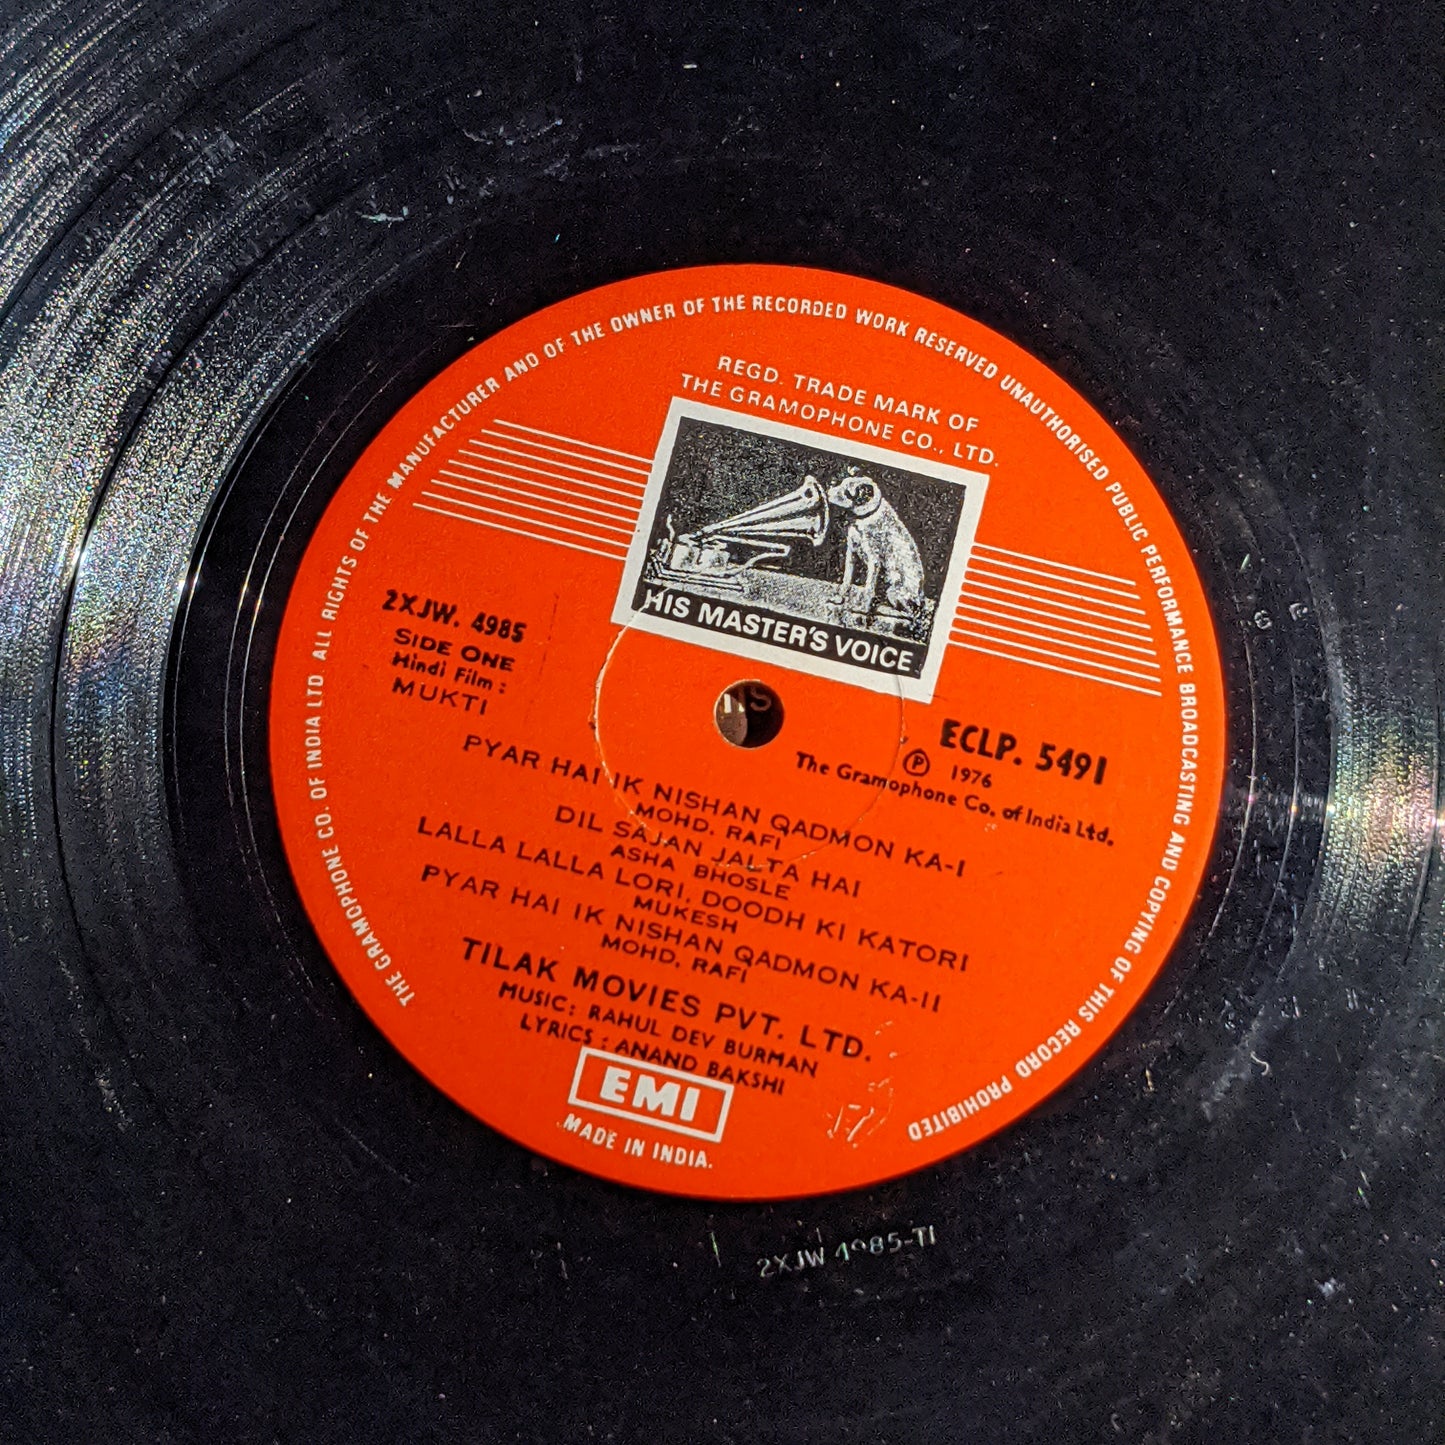 THE GRAMOPHONE CO. OF INDIA LTD. ALL RIGHTS OF THE MANUFACTURER AND OF THE OWNER OF THE RECORDED WORK RESERVED UNAUTHORISED PUBLIC PERFORMANCE BROADCASTING AND COPYING OF THIS RECORD PROHIBITED
REGD. TRADE MARK OF
THE GRAMOPHONE CO., LTD.
HIS MASTER'S VOICE
2XJW. 4985
SIDE ONE
Hindi Film :
MUKTI
ECLP. 5491
Ⓟ 1976
The Gramophone Co. of India Ltd.
PYAR HAI IK NISHAN QADMON KA-I
MOHD. RAFI
DIL SAJAN JALTA HAI
ASHA BHOSLE
LALLA LALLA LORI, DOODH KI KATORI
MUKESH
PYAR HAI IK NISHAN QADMON KA-II
MOHD. RAFI
TILAK MOVIES PVT. LTD.
MUSIC: RAHUL DEV BURMAN
LYRICS : ANAND BAKSHI
EMI
MADE IN INDIA.
2XJW 4985-T1